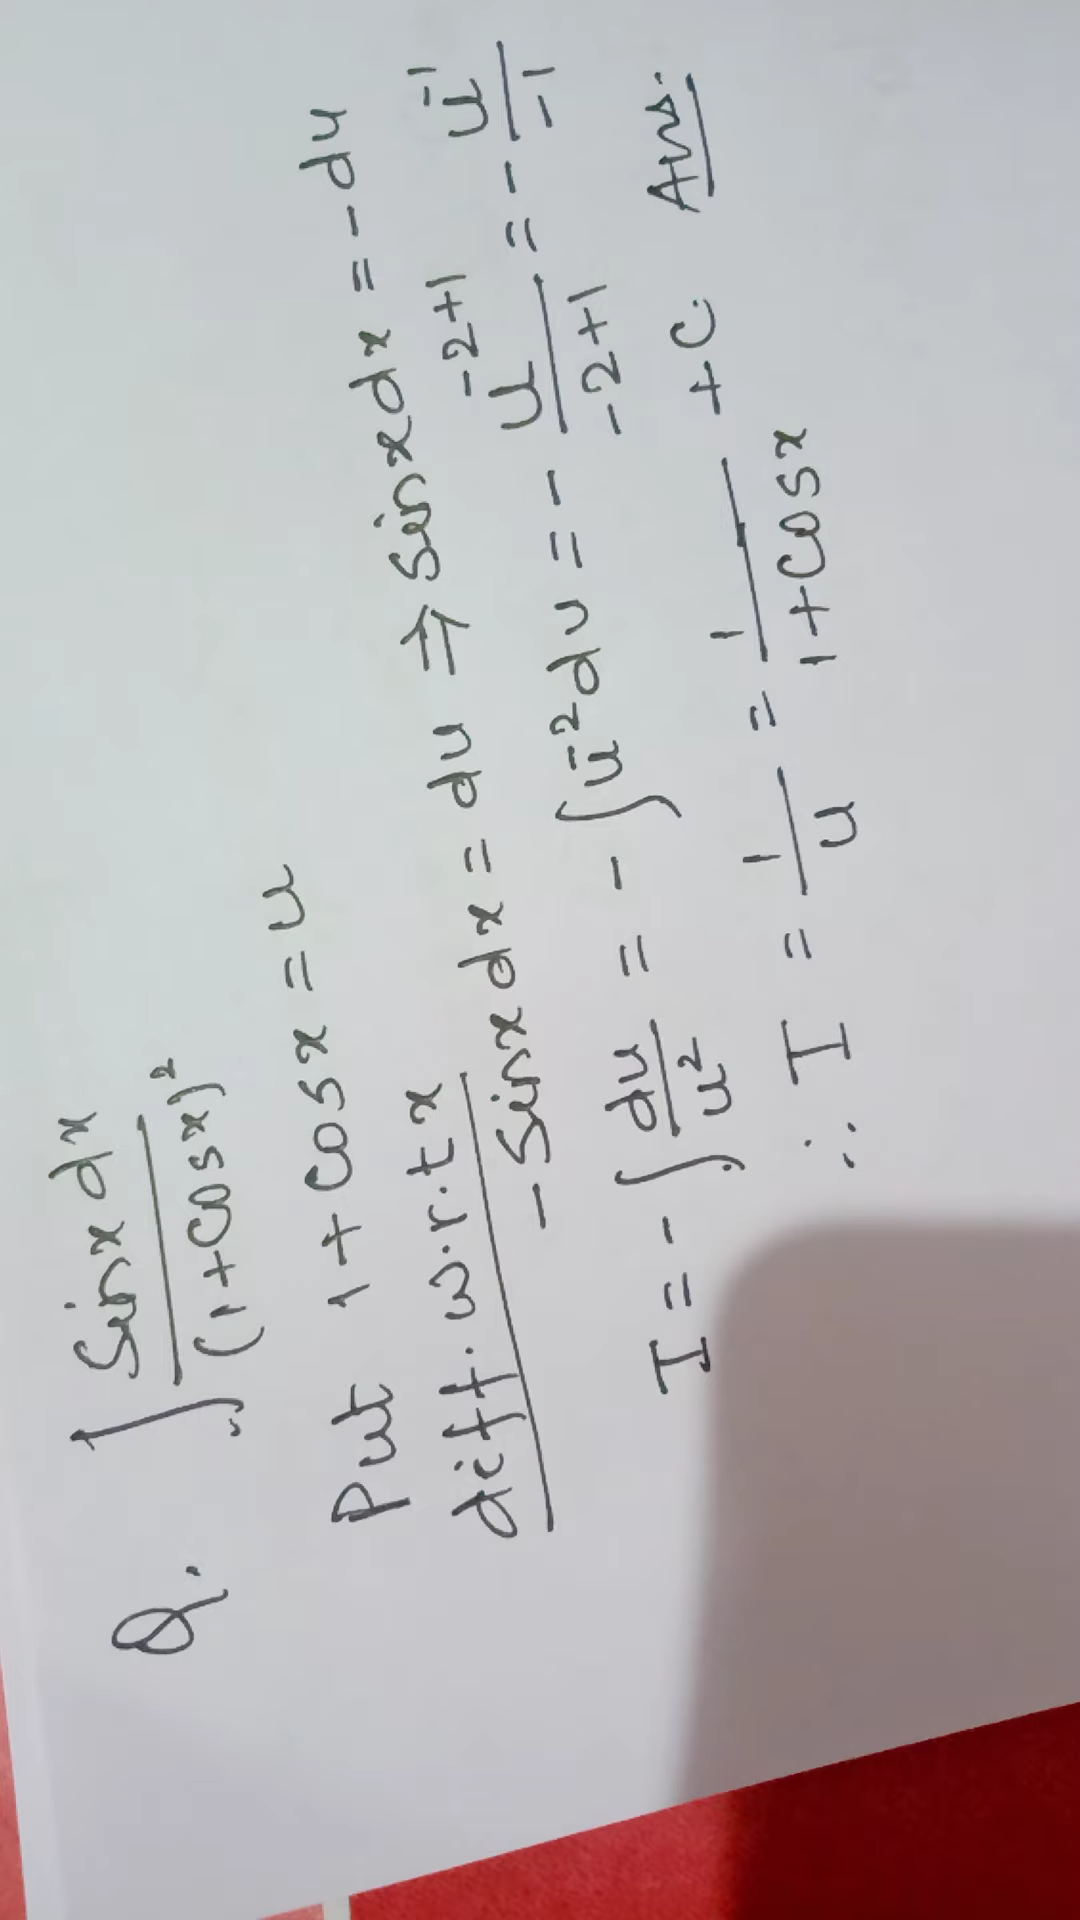 Q. ∫ Sinx dx / (1+Cosx)²
Put 1+Cosx = u
diff. w.r.t x
-Sinx dx = du ⇒ Sinx dx = -du
I = -∫ du/u² = -∫ u⁻² du = - u⁻²⁺¹/-2+1 = - u⁻¹/-1
∴ I = 1/u = 1/1+Cosx + C. Ans.